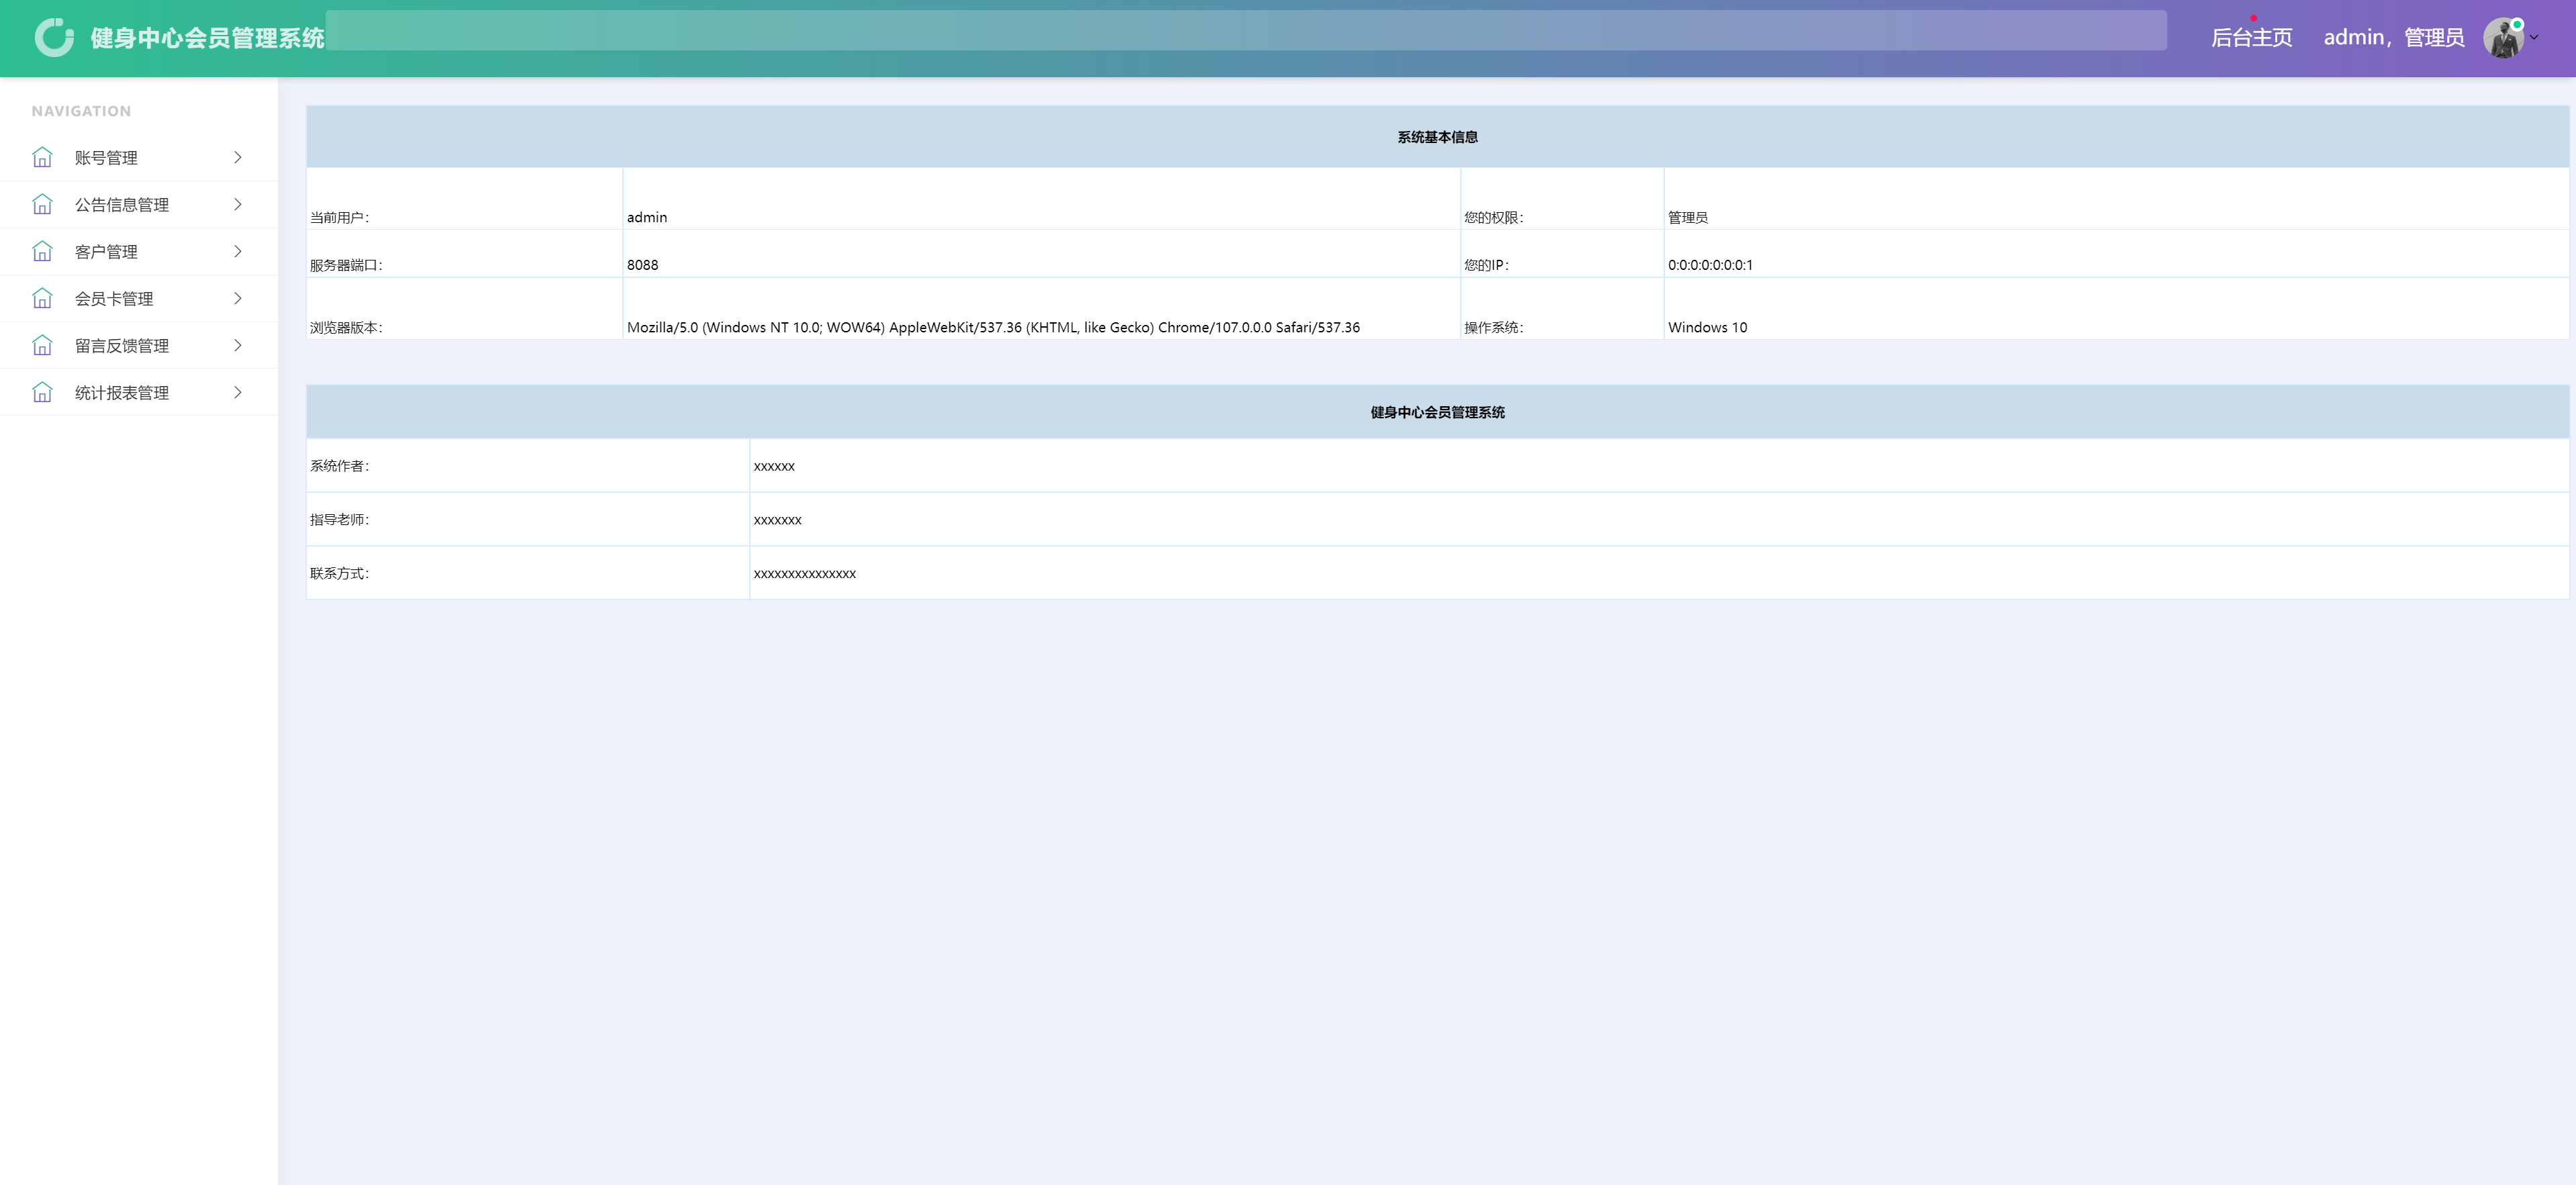 健身中心会员管理系统
后台主页
admin，管理员
NAVIGATION
账号管理
公告信息管理
客户管理
会员卡管理
留言反馈管理
统计报表管理
系统基本信息
当前用户： admin 您的权限： 管理员
服务器端口： 8088 您的IP： 0:0:0:0:0:0:0:1
浏览器版本： Mozilla/5.0 (Windows NT 10.0; WOW64) AppleWebKit/537.36 (KHTML, like Gecko) Chrome/107.0.0.0 Safari/537.36 操作系统： Windows 10
健身中心会员管理系统
系统作者： xxxxxx
指导老师： xxxxxxx
联系方式： xxxxxxxxxxxxxxx